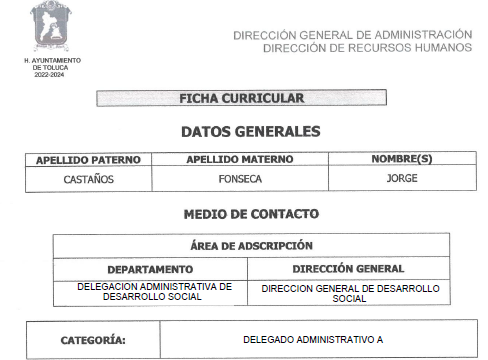 DIRECCIÓN GENERAL DE ADMINISTRACIÓN
DIRECCIÓN DE RECURSOS HUMANOS
H. AYUNTAMIENTO
DE TOLUCA
2022-2024
FICHA CURRICULAR
DATOS GENERALES
APELLIDO PATERNO APELLIDO MATERNO NOMBRE(S)
CASTAÑOS FONSECA JORGE
MEDIO DE CONTACTO
ÁREA DE ADSCRIPCIÓN
DEPARTAMENTO DIRECCIÓN GENERAL
DELEGACION ADMINISTRATIVA DE DESARROLLO SOCIAL
DIRECCION GENERAL DE DESARROLLO SOCIAL
CATEGORÍA: DELEGADO ADMINISTRATIVO A